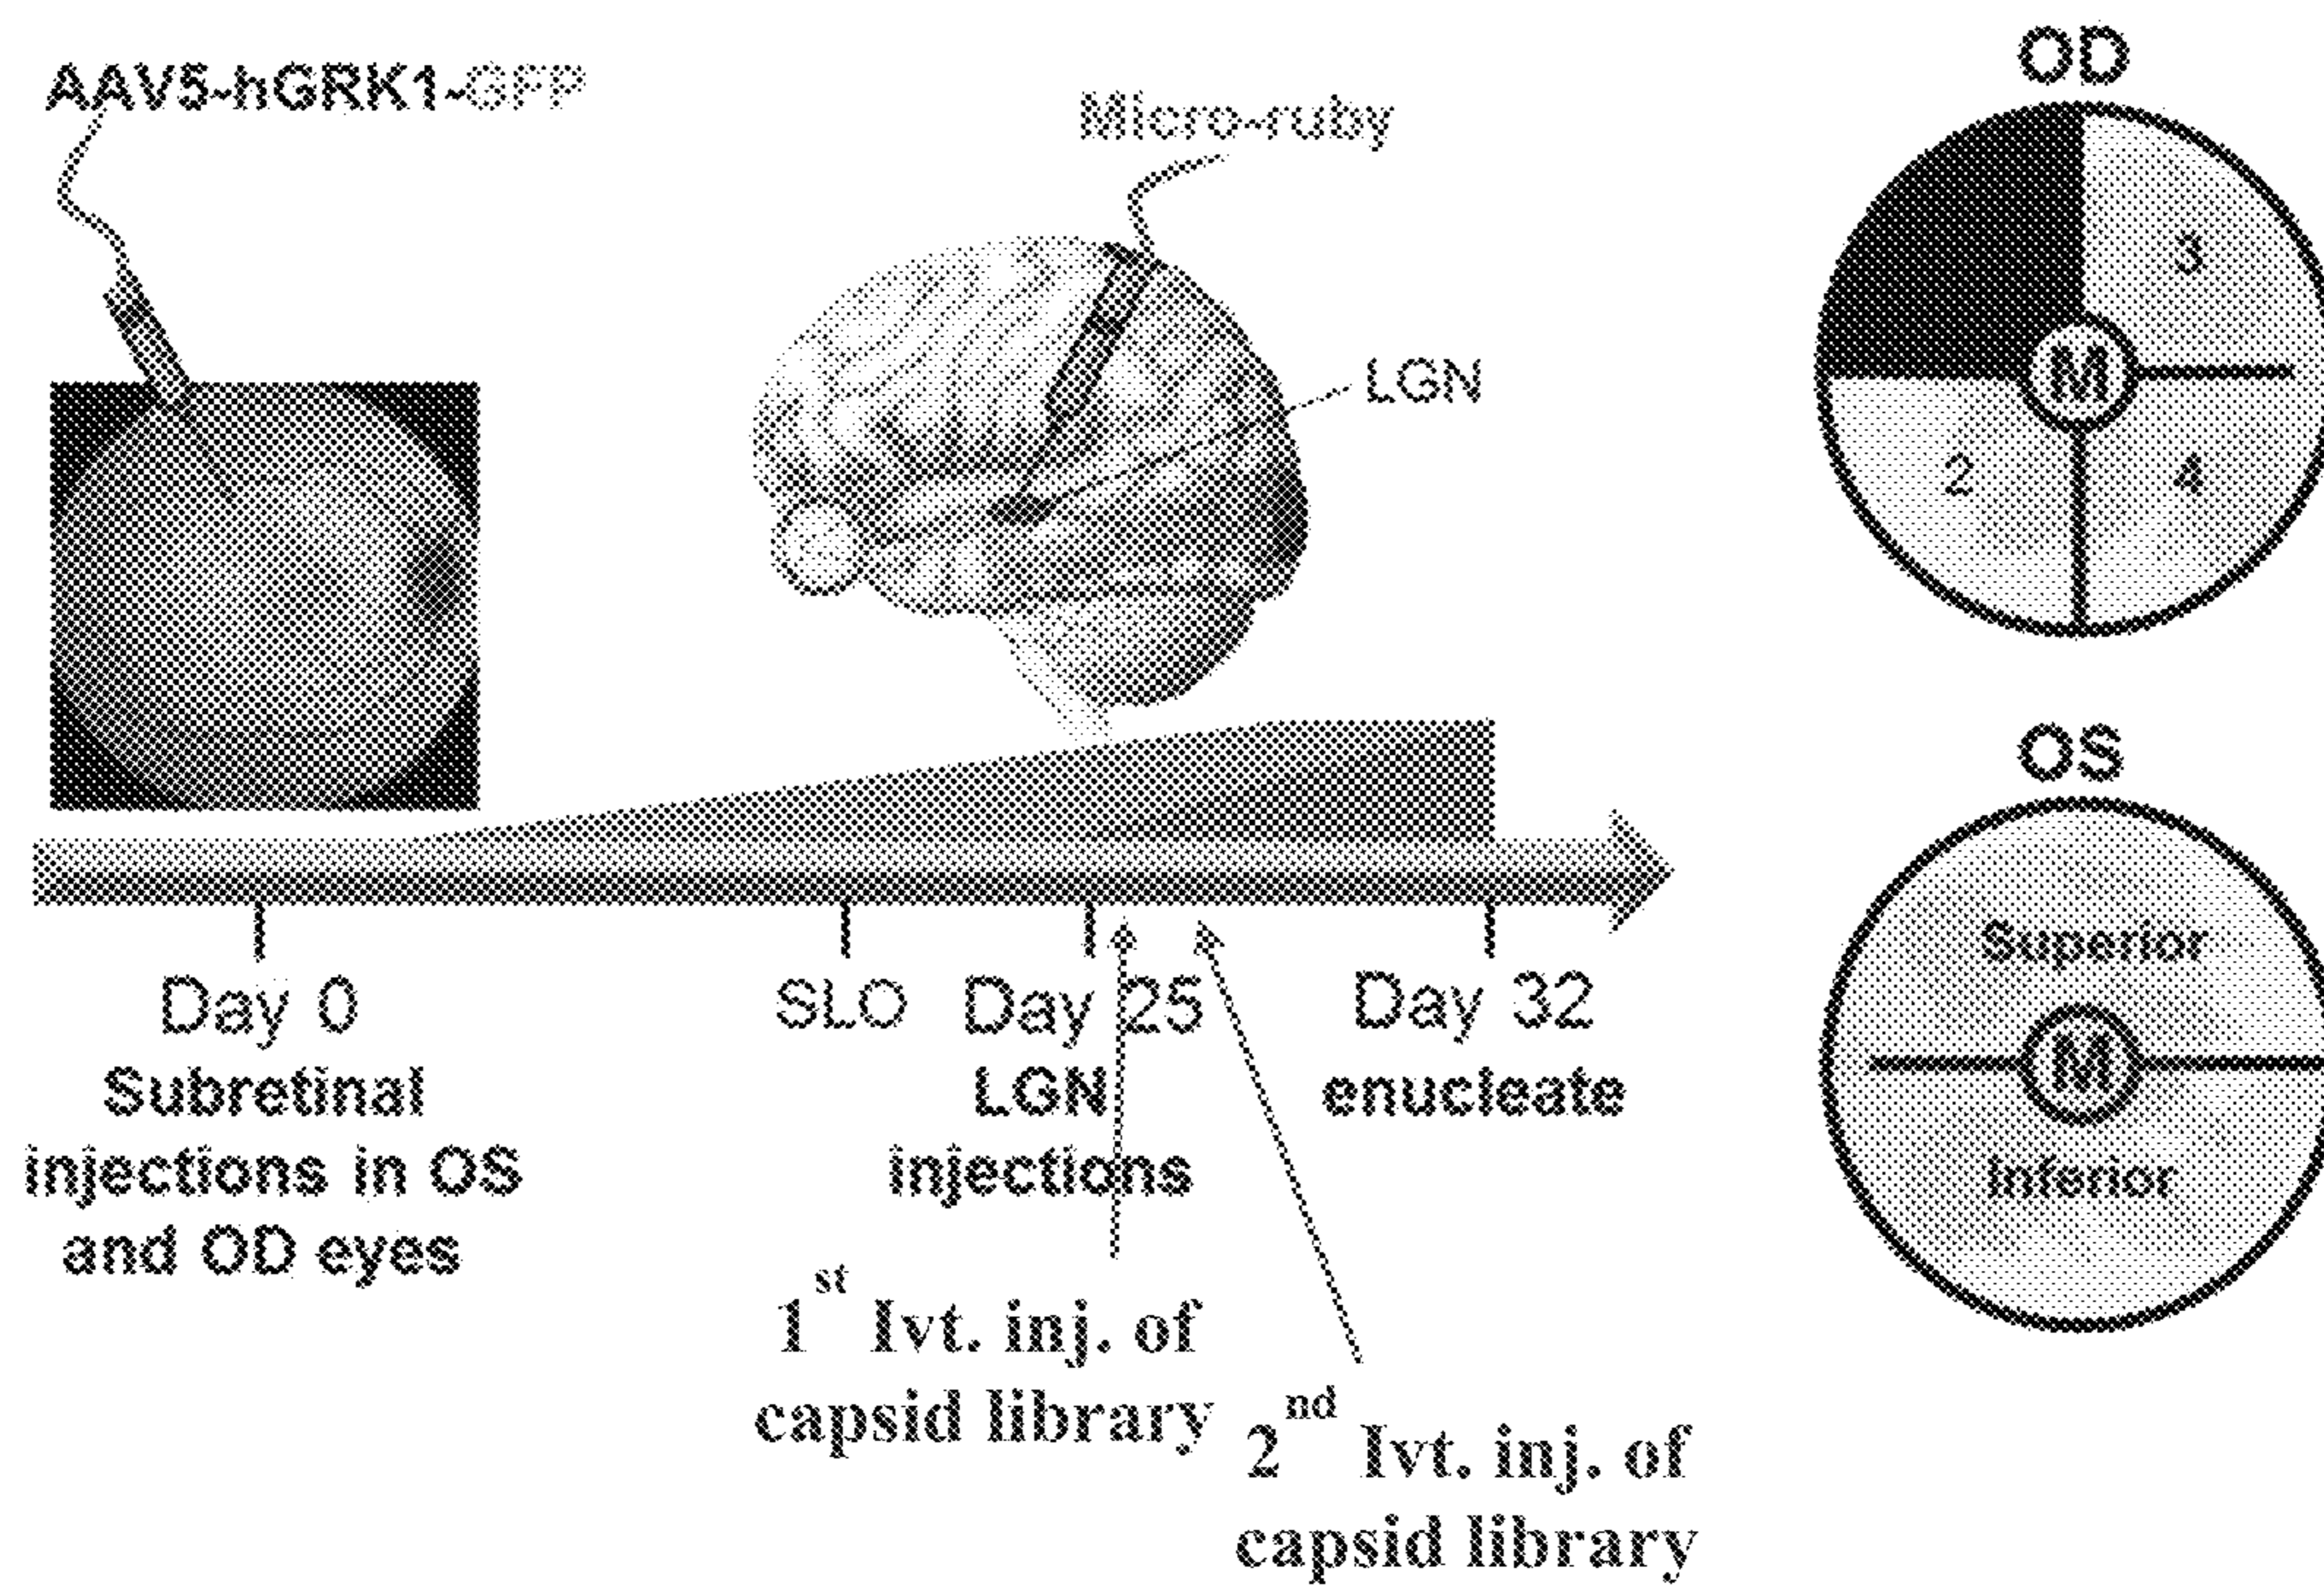 AAV5-hGRK1-GFP
Micro-ruby
LGN
Day 0
Subretinal
injections in OS
and OD eyes
SLO
Day 25
LGN
injections
Day 32
enucleate
1st Ivt. inj. of
capsid library
2nd Ivt. inj. of
capsid library
OD
3
M
2
4
OS
Superior
M
Inferior